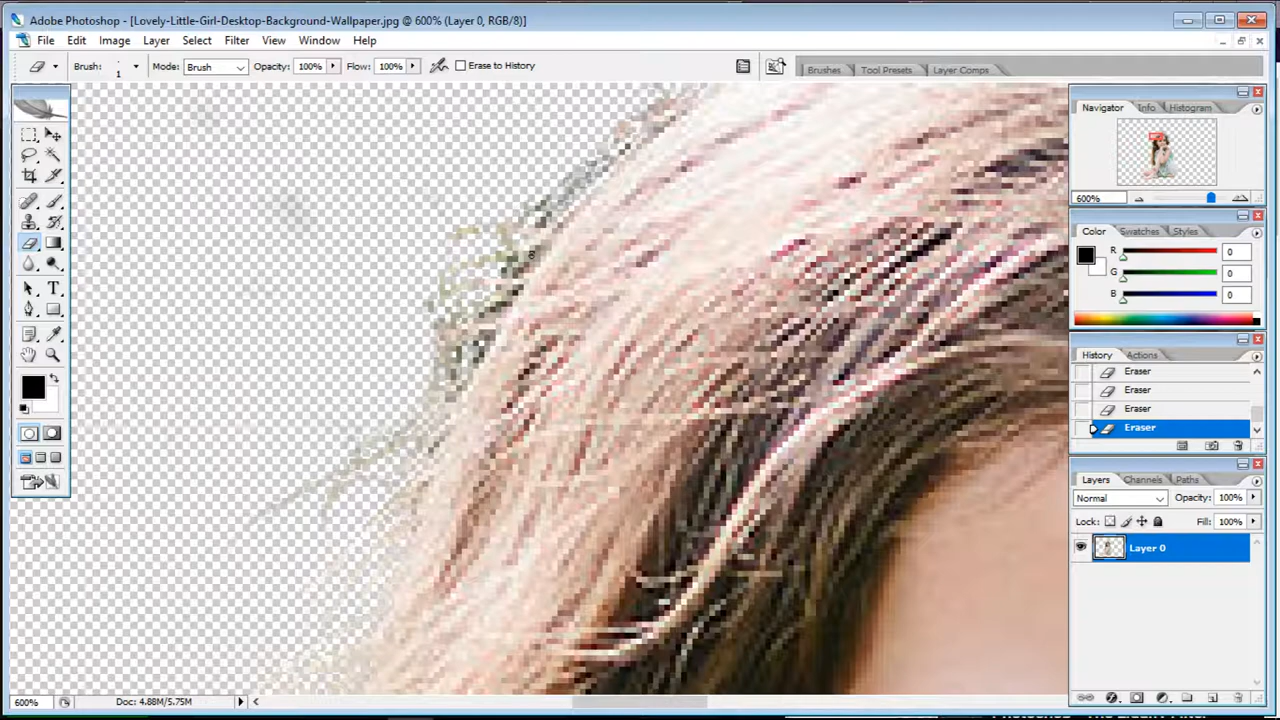 Adobe Photoshop - [Lovely-Little-Girl-Desktop-Background-Wallpaper.jpg @ 600% (Layer 0, RGB/8)]
File Edit Image Layer Select Filter View Window Help
Brush: 1 Mode: Brush Opacity: 100% Flow: 100% Erase to History
Brushes Tool Presets Layer Comps
Navigator Info Histogram
600%
Color Swatches Styles
R 0
G 0
B 0
History Actions
Eraser
Eraser
Eraser
Eraser
Layers Channels Paths
Normal Opacity: 100%
Lock: Fill: 100%
Layer 0
600% Doc: 4.88M/5.75M